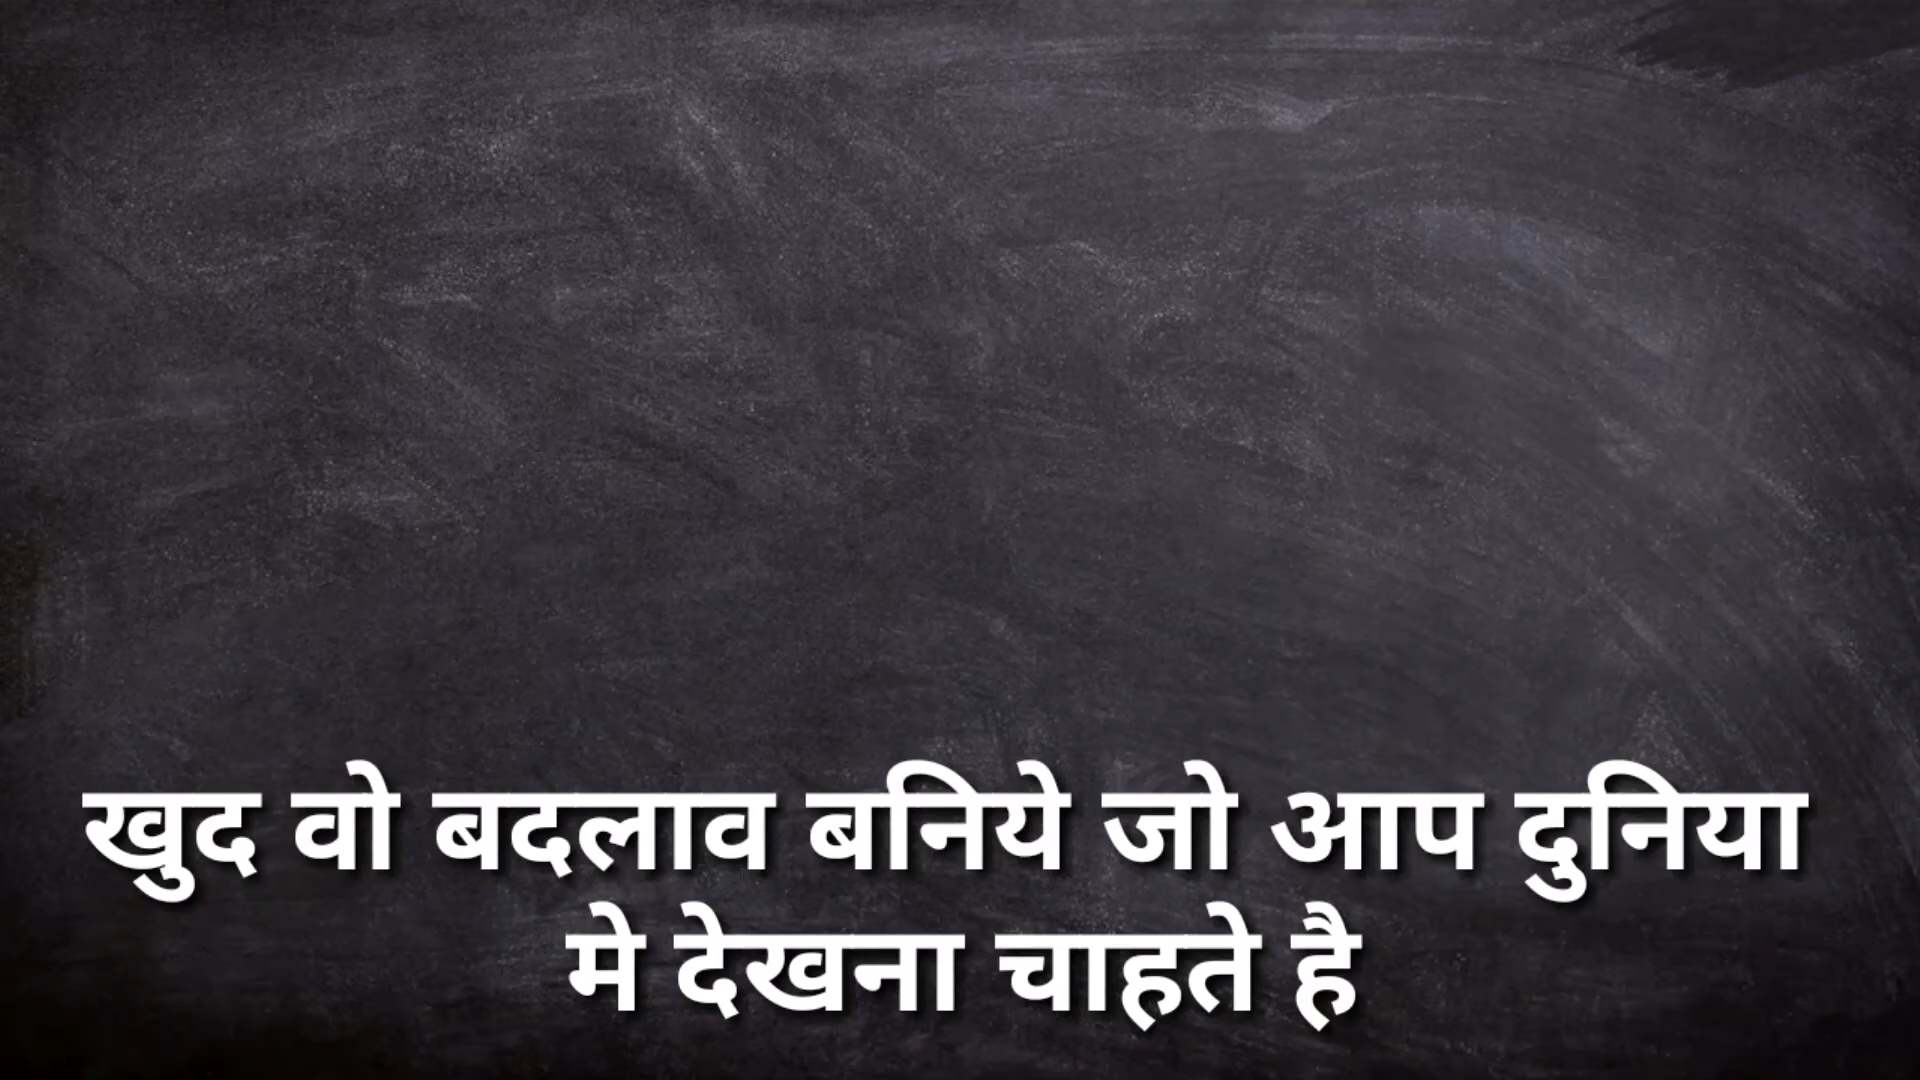 खुद वो बदलाव बनिये जो आप दुनिया
मे देखना चाहते है